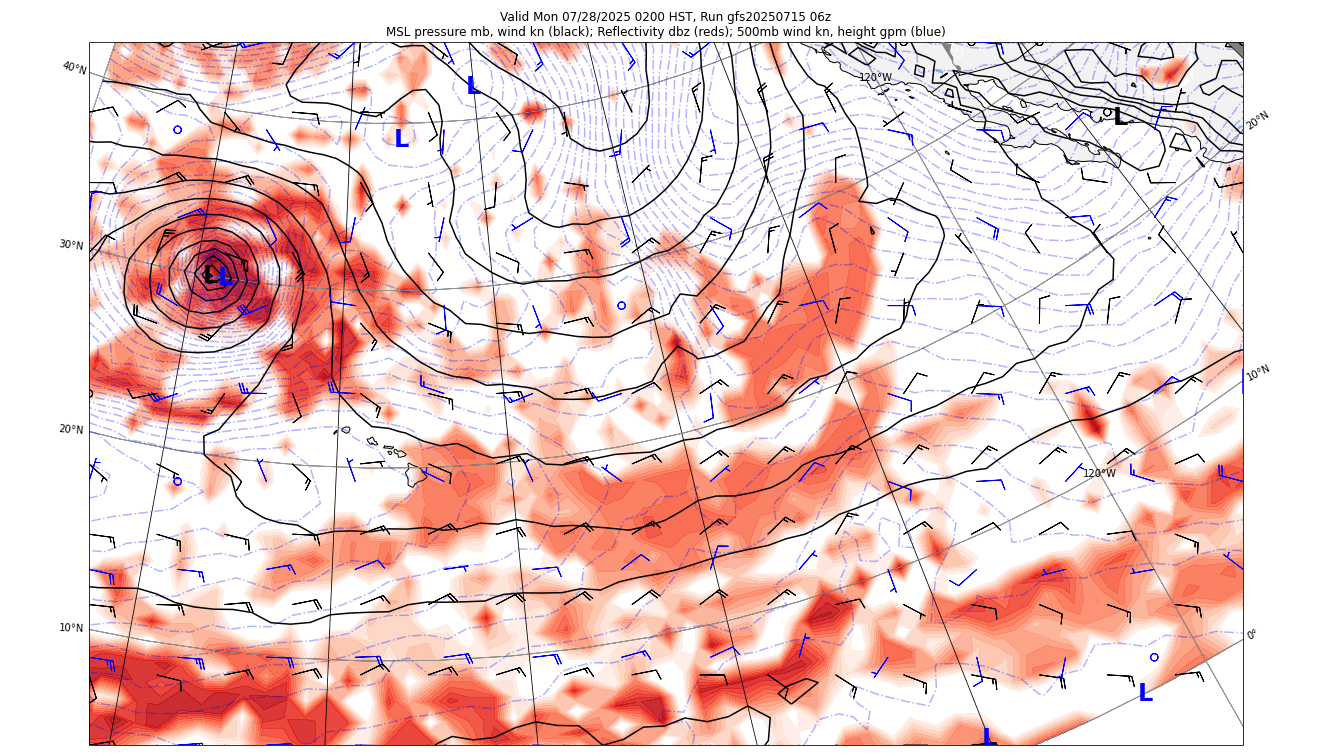 Valid Mon 07/28/2025 0200 HST, Run gfs20250715 06z
MSL pressure mb, wind kn (black); Reflectivity dbz (reds); 500mb wind kn, height gpm (blue)
40°N
120°W
20°N
L
L
L
30°N
L
L
10°N
20°N
120°W
10°N
0°
L
L